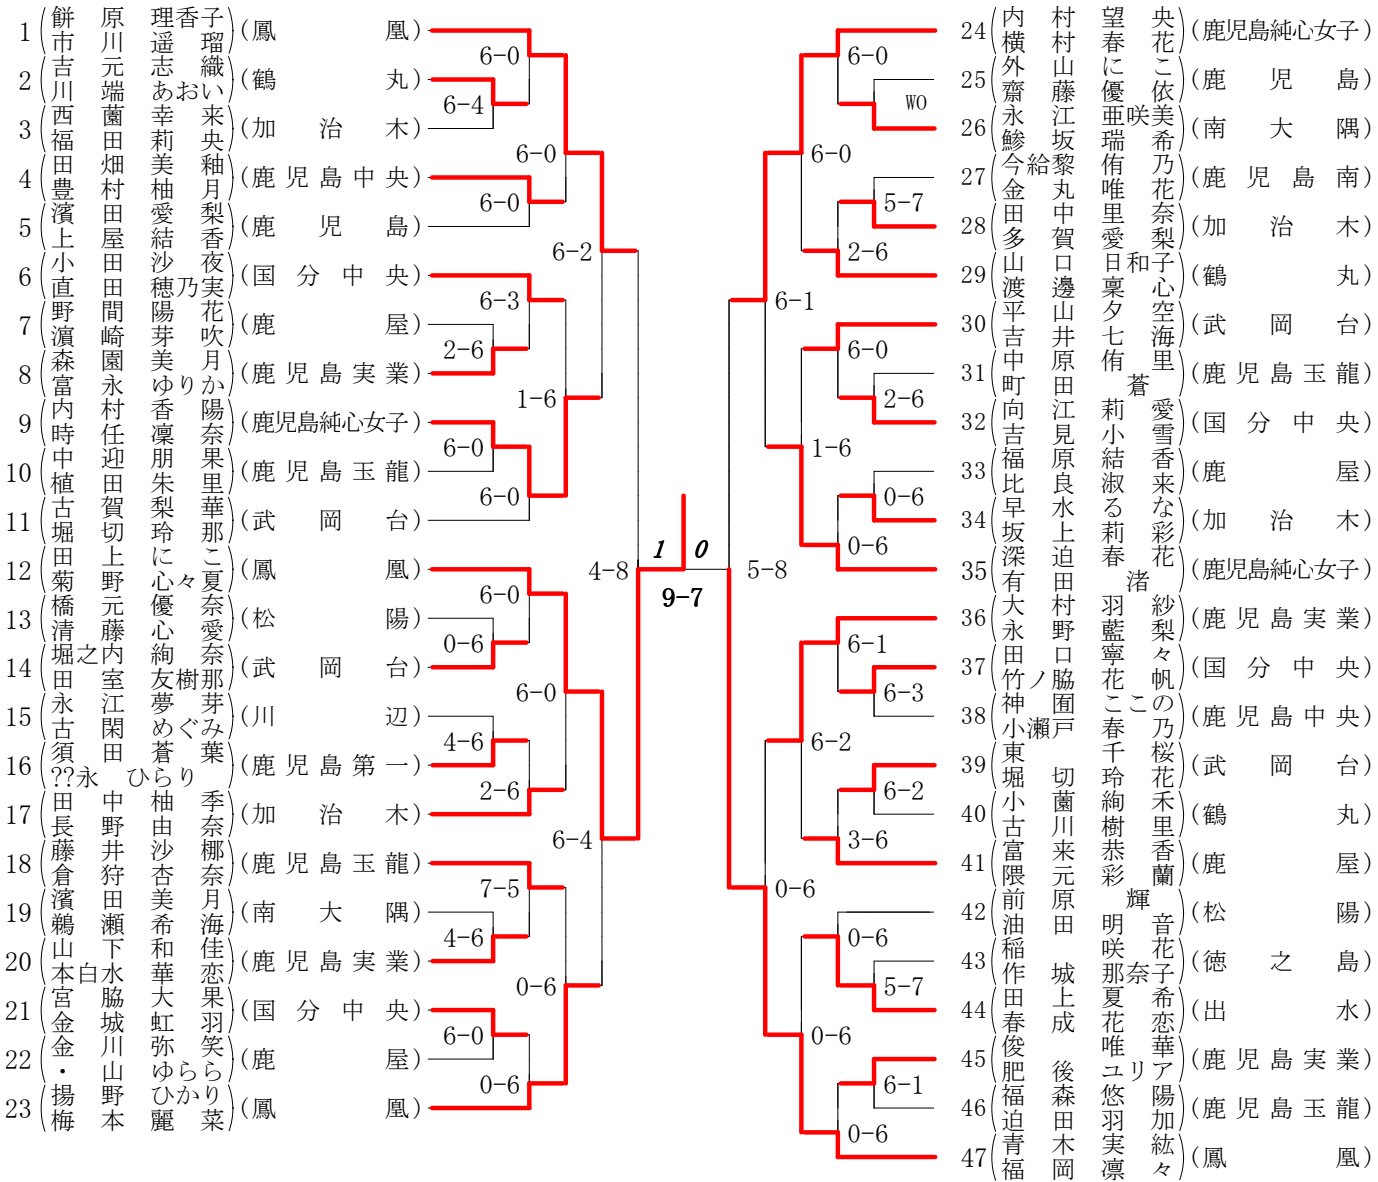 1 餅原 理香子 市川 遥瑠 (鳳凰)
2 吉元 志織 川端 あおい (鶴丸)
3 西薗 幸来 福田 莉央 (加治木)
4 田畑 美釉 豊村 柚月 (鹿児島中央)
5 濱田 愛梨 上屋 結香 (鹿児島)
6 小田 沙夜 直田 穂乃実 (国分中央)
7 野間 陽花 濵崎 芽吹 (鹿屋)
8 森園 美月 富永 ゆりか (鹿児島実業)
9 内村 香陽 時任 凜奈 (鹿児島純心女子)
10 中迎 朋果 植田 朱里 (鹿児島玉龍)
11 古賀 梨華 堀切 玲那 (武岡台)
12 田上 にこ 菊野 心々夏 (鳳凰)
13 橋元 優奈 清藤 心愛 (松陽)
14 堀之内 絢奈 田室 友樹那 (武岡台)
15 永江 夢芽 古閑 めぐみ (川辺)
16 須田 蒼葉 ??永 ひらり (鹿児島第一)
17 田中 柚季 長野 由奈 (加治木)
18 藤井 沙梛 倉狩 杏奈 (鹿児島玉龍)
19 濱田 美月 鵜瀬 希海 (南大隅)
20 山下 和佳 本白水 華恋 (鹿児島実業)
21 宮脇 大果 金城 虹羽 (国分中央)
22 金川 弥笑 ・山 ゆらら (鹿屋)
23 揚野 ひかり 梅本 麗菜 (鳳凰)
6-0
6-4
6-0
6-0
6-2
6-3
2-6
1-6
6-0
6-0
4-8
6-0
0-6
6-0
4-6
2-6
6-4
7-5
4-6
0-6
6-0
0-6
1 0
9-7
24 内村 望央 横村 春花 (鹿児島純心女子)
25 外山 にこ 齋藤 優依 (鹿児島)
26 永江 亜咲美 鯵坂 瑞希 (南大隅)
27 今給黎 侑乃 金丸 唯花 (鹿児島南)
28 田中 里奈 多賀 愛梨 (加治木)
29 山口 日和子 渡邊 稟心 (鶴丸)
30 平山 夕空 吉井 七海 (武岡台)
31 中原 侑里 町田 蒼 (鹿児島玉龍)
32 向江 莉愛 吉見 小雪 (国分中央)
33 福原 結香 比良 淑来 (鹿屋)
34 早水 るな 坂上 莉彩 (加治木)
35 深迫 春花 有田 渚 (鹿児島純心女子)
36 大村 羽紗 永野 藍梨 (鹿児島実業)
37 田口 寧々 竹ノ脇 花帆 (国分中央)
38 神囿 ここの 小瀬戸 春乃 (鹿児島中央)
39 東 千桜 堀切 玲花 (武岡台)
40 小薗 絢禾 古川 樹里 (鶴丸)
41 富来 恭香 隈元 彩蘭 (鹿屋)
42 前原 輝 油田 明音 (松陽)
43 稲 咲花 作城 那奈子 (徳之島)
44 田上 夏希 春成 花恋 (出水)
45 俊 唯華 肥後 ユリア (鹿児島実業)
46 福森 悠陽 迫田 羽加 (鹿児島玉龍)
47 青木 実紘 福岡 凛々 (鳳凰)
6-0
WO
6-0
5-7
2-6
6-1
6-0
2-6
1-6
0-6
0-6
5-8
6-1
6-3
6-2
6-2
3-6
0-6
0-6
5-7
0-6
6-1
0-6